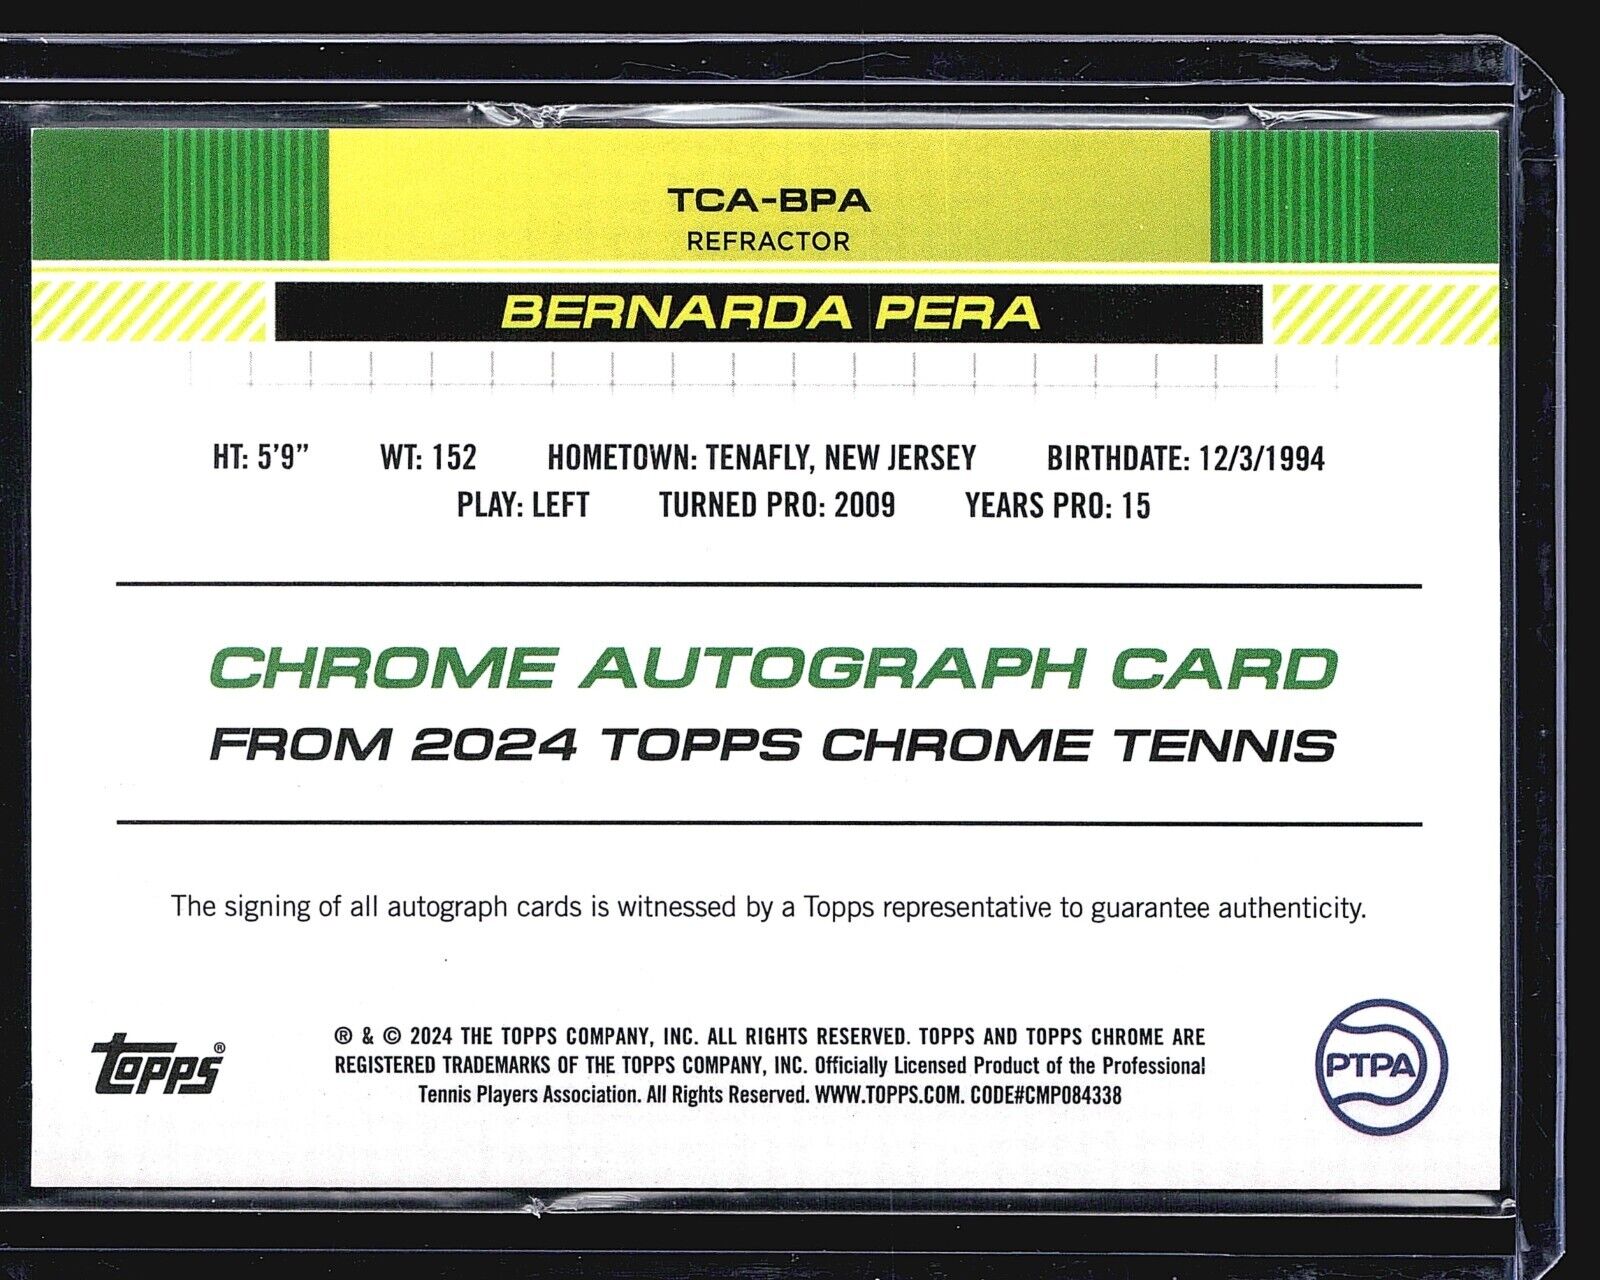 TCA-BPA
REFRACTOR
BERNARDA PERA
HT: 5'9" WT: 152 HOMETOWN: TENAFLY, NEW JERSEY BIRTHDATE: 12/3/1994
PLAY: LEFT TURNED PRO: 2009 YEARS PRO: 15
CHROME AUTOGRAPH CARD
FROM 2024 TOPPS CHROME TENNIS
The signing of all autograph cards is witnessed by a Topps representative to guarantee authenticity.
topps®
® & © 2024 THE TOPPS COMPANY, INC. ALL RIGHTS RESERVED. TOPPS AND TOPPS CHROME ARE
REGISTERED TRADEMARKS OF THE TOPPS COMPANY, INC. Officially Licensed Product of the Professional
Tennis Players Association. All Rights Reserved. WWW.TOPPS.COM. CODE#CMP084338
PTPA